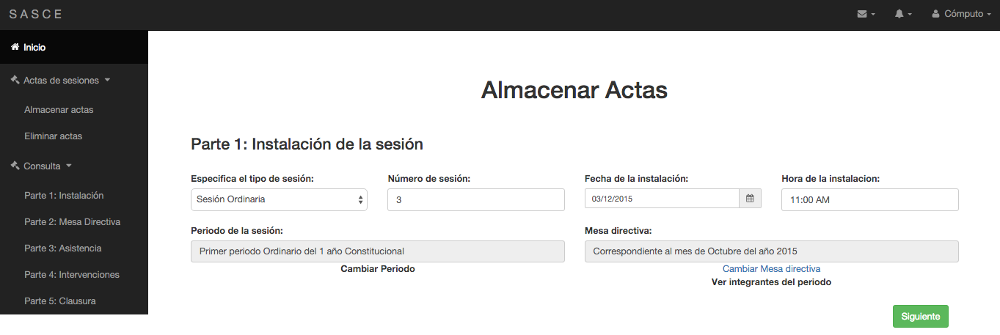 SASCE
Cómputo
Inicio
Actas de sesiones
Almacenar actas
Eliminar actas
Consulta
Parte 1: Instalación
Parte 2: Mesa Directiva
Parte 3: Asistencia
Parte 4: Intervenciones
Parte 5: Clausura
Almacenar Actas
Parte 1: Instalación de la sesión
Especifica el tipo de sesión: Número de sesión: Fecha de la instalación: Hora de la instalacion:
Sesión Ordinaria 3 03/12/2015 11:00 AM
Periodo de la sesión: Mesa directiva:
Primer periodo Ordinario del 1 año Constitucional Correspondiente al mes de Octubre del año 2015
Cambiar Periodo Cambiar Mesa directiva
Ver integrantes del periodo
Siguiente